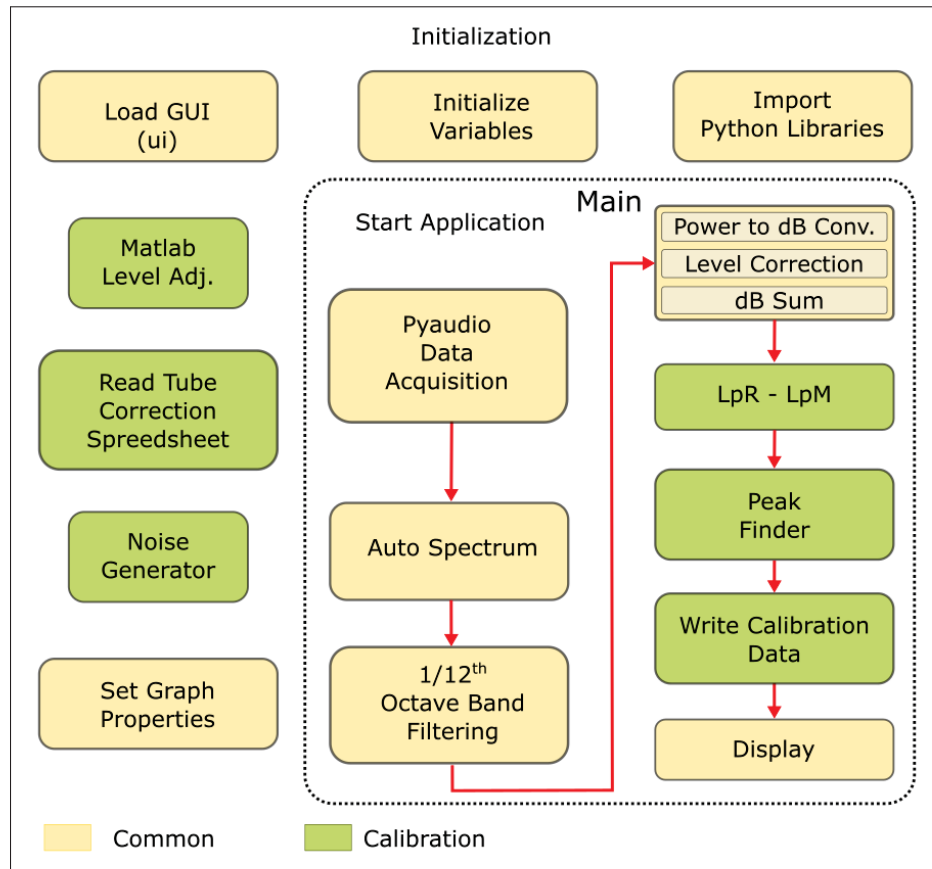 Initialization
Load GUI
(ui)
Initialize
Variables
Import
Python Libraries
Matlab
Level Adj.
Read Tube
Correction
Spreedsheet
Noise
Generator
Set Graph
Properties
Main
Start Application
Pyaudio
Data
Acquisition
Auto Spectrum
1/12th
Octave Band
Filtering
Power to dB Conv.
Level Correction
dB Sum
LpR - LpM
Peak
Finder
Write Calibration
Data
Display
Common
Calibration